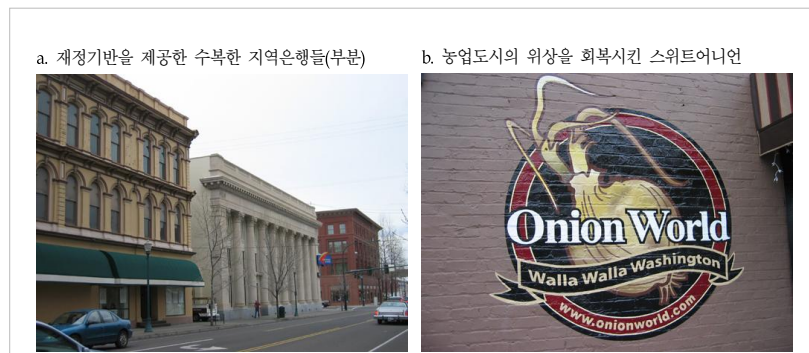 a. 재정기반을 제공한 수복한 지역은행들(부분)
b. 농업도시의 위상을 회복시킨 스위트어니언
Onion World
Walla Walla Washington
www.onionworld.com